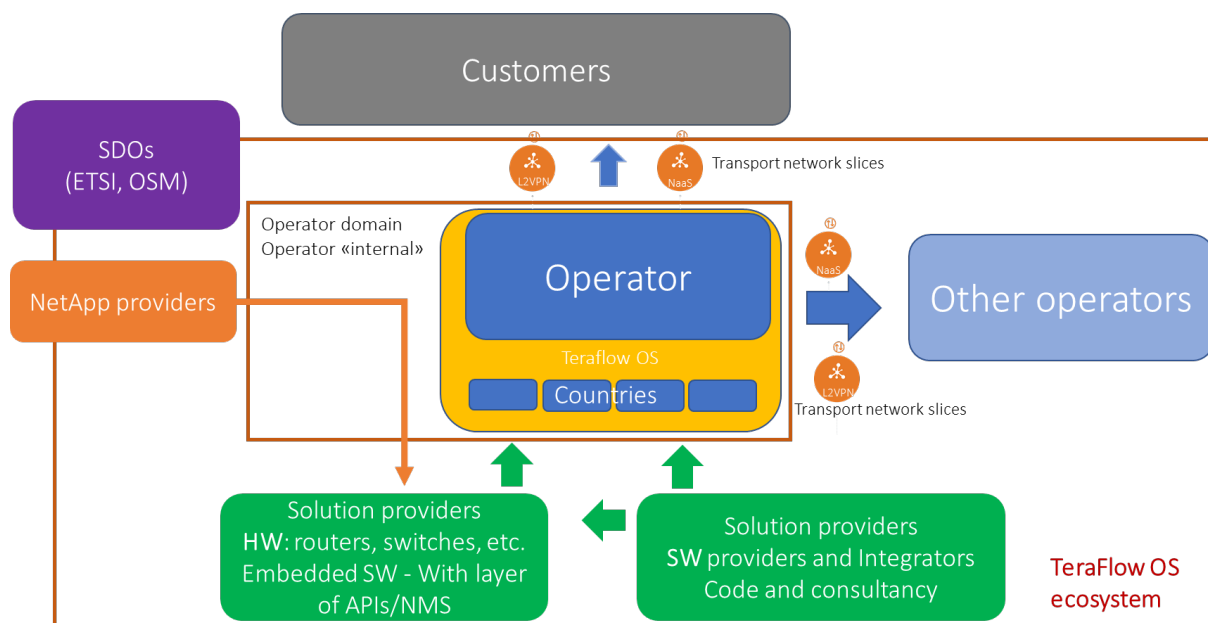 Customers
SDOs
(ETSI, OSM)
L2VPN
NaaS
Transport network slices
Operator domain
Operator «internal»
Operator
NaaS
Other operators
NetApp providers
Teraflow OS
Countries
L2VPN
Transport network slices
Solution providers
HW: routers, switches, etc.
Embedded SW - With layer
of APIs/NMS
Solution providers
SW providers and Integrators
Code and consultancy
TeraFlow OS
ecosystem